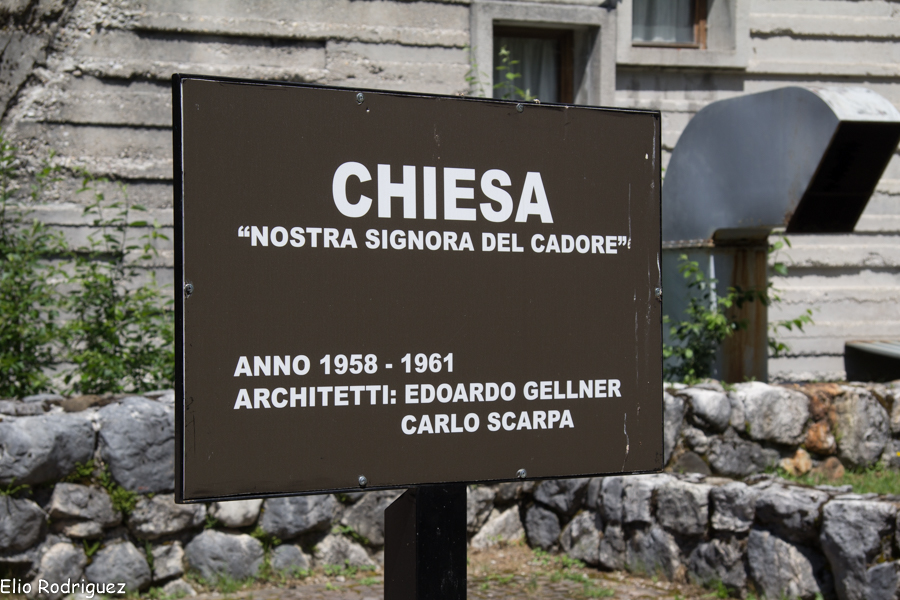 CHIESA
“NOSTRA SIGNORA DEL CADORE”
ANNO 1958 - 1961
ARCHITETTI: EDOARDO GELLNER
CARLO SCARPA
Elio Rodriguez